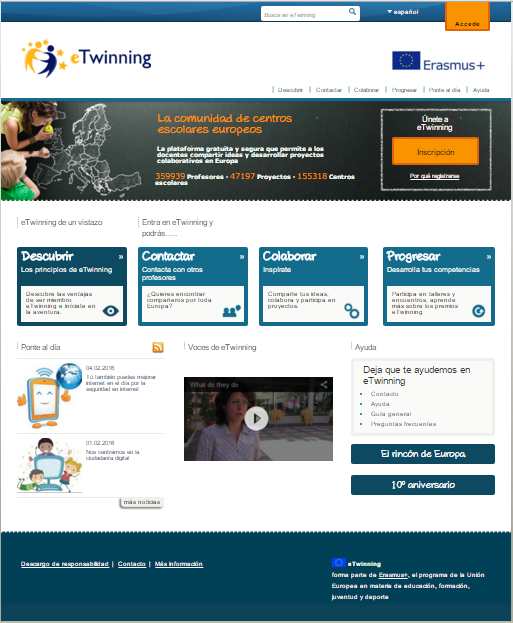 Busca en eTwinning
español
Accede
eTwinning
Erasmus+
Descubrir
Contactar
Colaborar
Progresar
Ponte al día
Ayuda
La comunidad de centros
escolares europeos
La plataforma gratuita y segura que permite a los
docentes compartir ideas y desarrollar proyectos
colaborativos en Europa
359939 Profesores • 47197 Proyectos • 155318 Centros
escolares
Únete a
eTwinning
Inscripción
Por qué registrarse
eTwinning de un vistazo
Entra en eTwinning y
podrás.....
Descubrir »
Los principios de eTwinning
Descubre las ventajas
de ser miembro
eTwinning e iníciate en
la aventura.
Contactar »
Contacta con otros
profesores
¿Quieres encontrar
compañeros por toda
Europa?
Colaborar »
Inspírate
Comparte tus ideas,
colabora y participa en
proyectos.
Progresar »
Desarrolla tus competencias
Participa en talleres y
encuentros, aprende
más sobre los premios
eTwinning
Ponte al día
04.02.2016
Tú también puedes mejorar
internet en el día por la
seguridad en internet
01.02.2016
Nos centramos en la
ciudadanía digital
más noticias
Voces de eTwinning
What do they do
Ayuda
Deja que te ayudemos en
eTwinning
Contacto
Ayuda
Guía general
Preguntas frecuentes
El rincón de Europa
10º aniversario
Descargo de responsabilidad | Contacto | Más información
eTwinning
forma parte de Erasmus+, el programa de la Unión
Europea en materia de educación, formación,
juventud y deporte